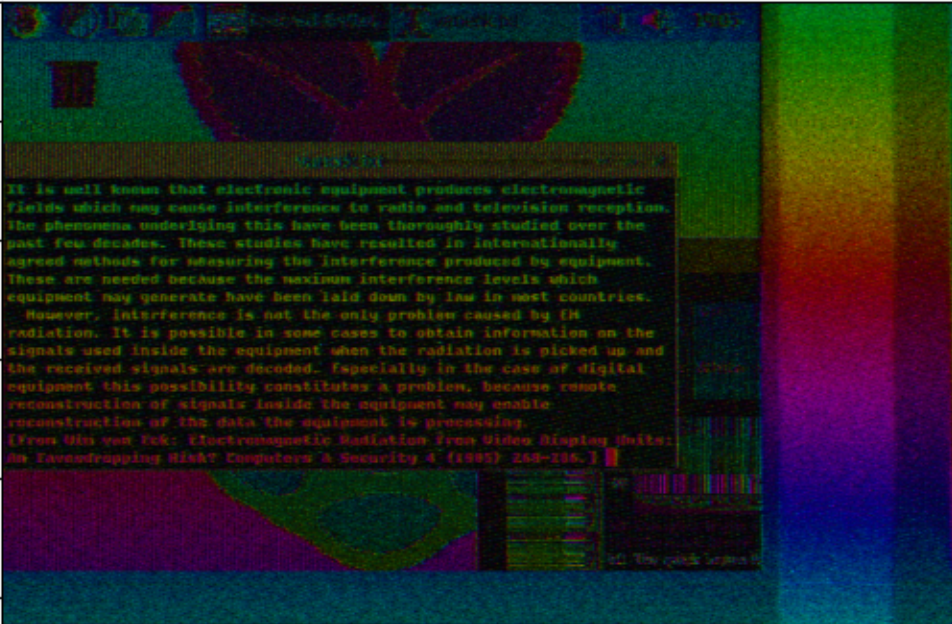 It is well known that electronic equipment produces electromagnetic
fields which may cause interference to radio and television reception.
The phenomena underlying this have been thoroughly studied over the
past few decades. These studies have resulted in internationally
agreed methods for measuring the interference produced by equipment.
These are needed because the maximum interference levels which
equipment may generate have been laid down by law in most countries.
However, interference is not the only problem caused by EM
radiation. It is possible in some cases to obtain information on the
signals used inside the equipment when the radiation is picked up and
the received signals are decoded. Especially in the case of digital
equipment this possibility constitutes a problem, because remote
reconstruction of signals inside the equipment may enable
reconstruction of the data the equipment is processing.
[From Wim van Eck: Electromagnetic Radiation from Video Display Units:
An Eavesdropping Risk? Computers & Security 4 (1985) 268-286.]
The quick brown